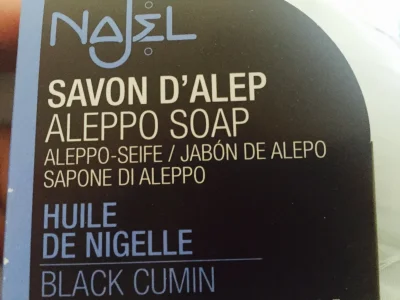 NAJEL
SAVON D'ALEP
ALEPPO SOAP
ALEPPO-SEIFE / JABÓN DE ALEPO
SAPONE DI ALEPPO
HUILE
DE NIGELLE
BLACK CUMIN